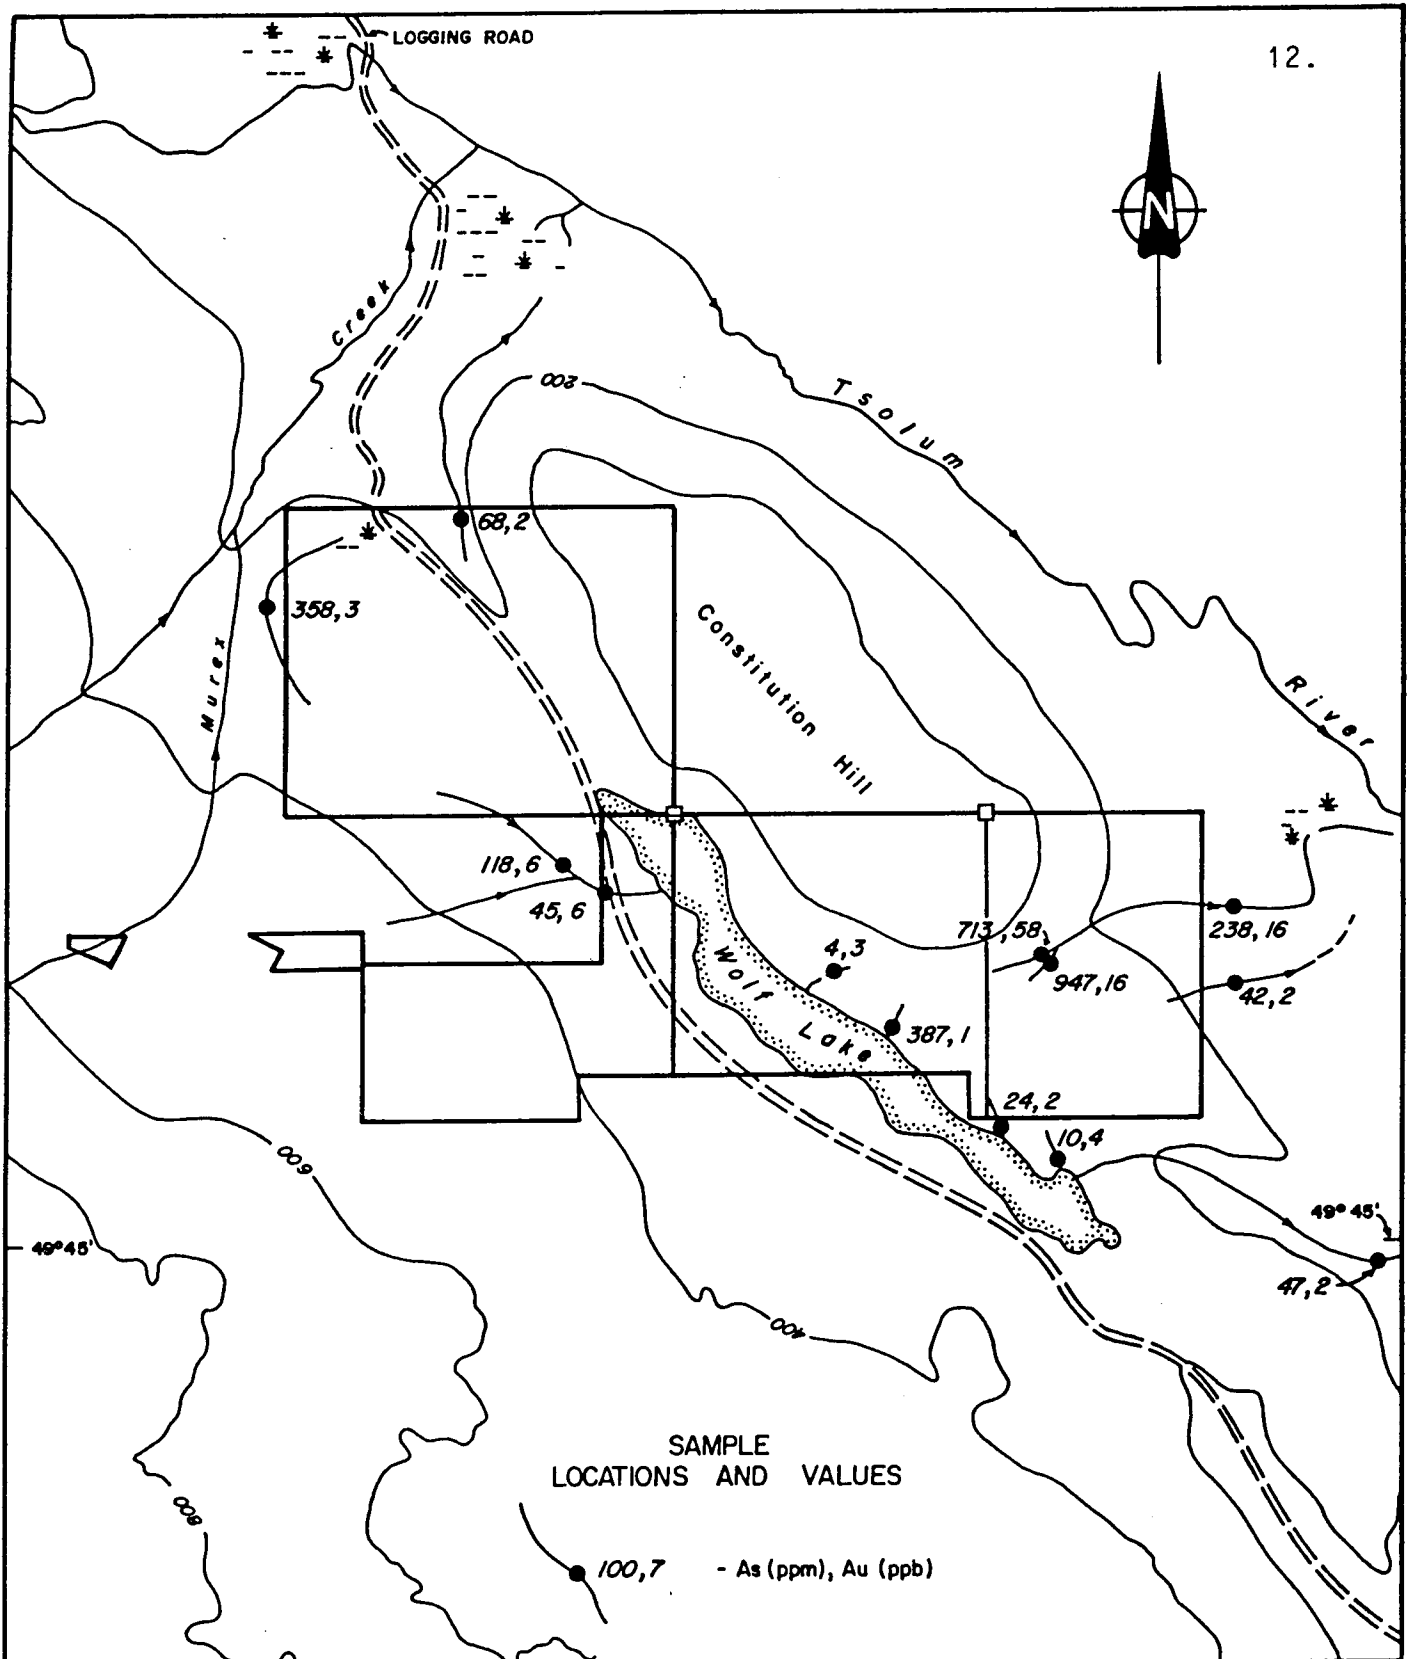 LOGGING ROAD
12.
N
Creek
200
Tsolum
68,2
358,3
Constitution Hill
River
Murex
118,6
45,6
713,58
238,16
4,3
947,16
42,2
Wolf Lake
387,1
24,2
10,4
600
49°45'
49°45'
47,2
400
SAMPLE
LOCATIONS AND VALUES
800
100,7 - As (ppm), Au (ppb)